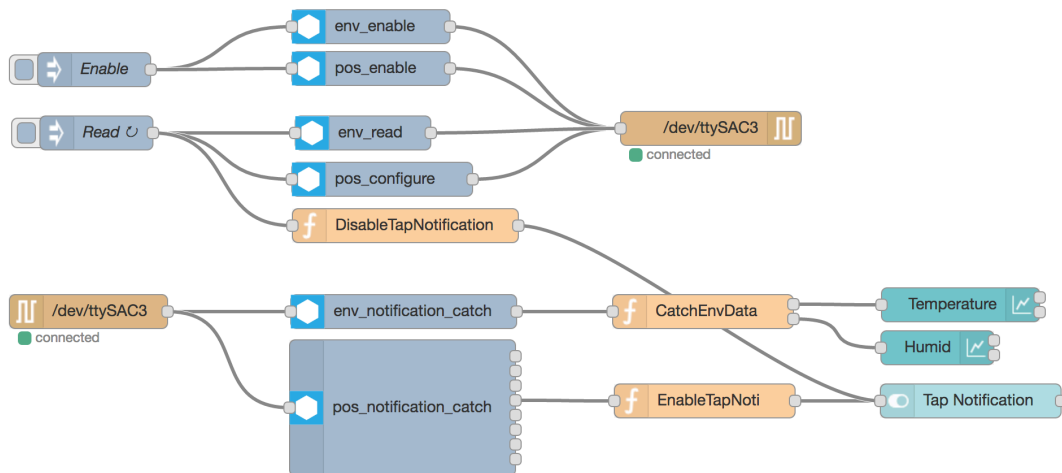 env_enable
Enable
pos_enable
Read ↻
env_read
/dev/ttySAC3
connected
pos_configure
DisableTapNotification
/dev/ttySAC3
connected
env_notification_catch
CatchEnvData
Temperature
Humid
pos_notification_catch
EnableTapNoti
Tap Notification